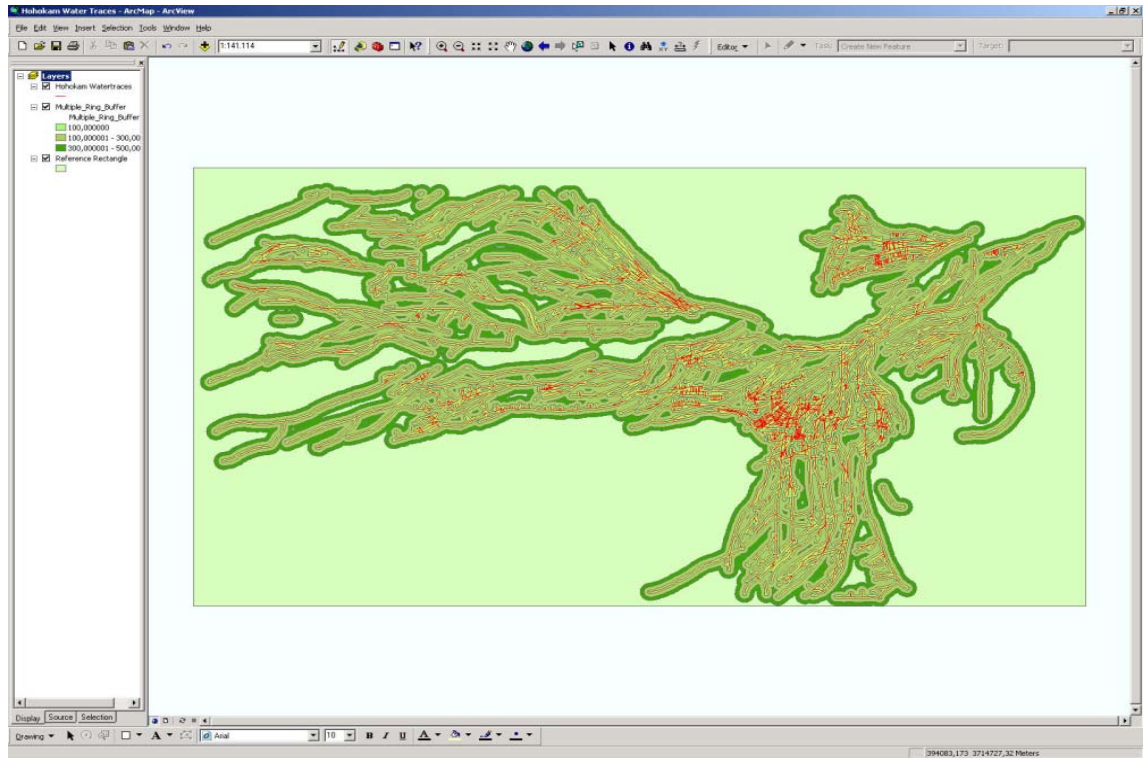 Hohokam Water Traces - ArcMap - ArcView
File Edit View Insert Selection Tools Window Help
1:141.114
Editor
Task: Create New Feature
Target:
Layers
Hohokam Watertraces
Multiple_Ring_Buffer
Multiple_Ring_Buffer
100,000000
100,000001 - 300,00
300,000001 - 500,00
Reference Rectangle
Display Source Selection
Drawing
A
Arial
10
B I U A
394083,173 3714727,32 Meters